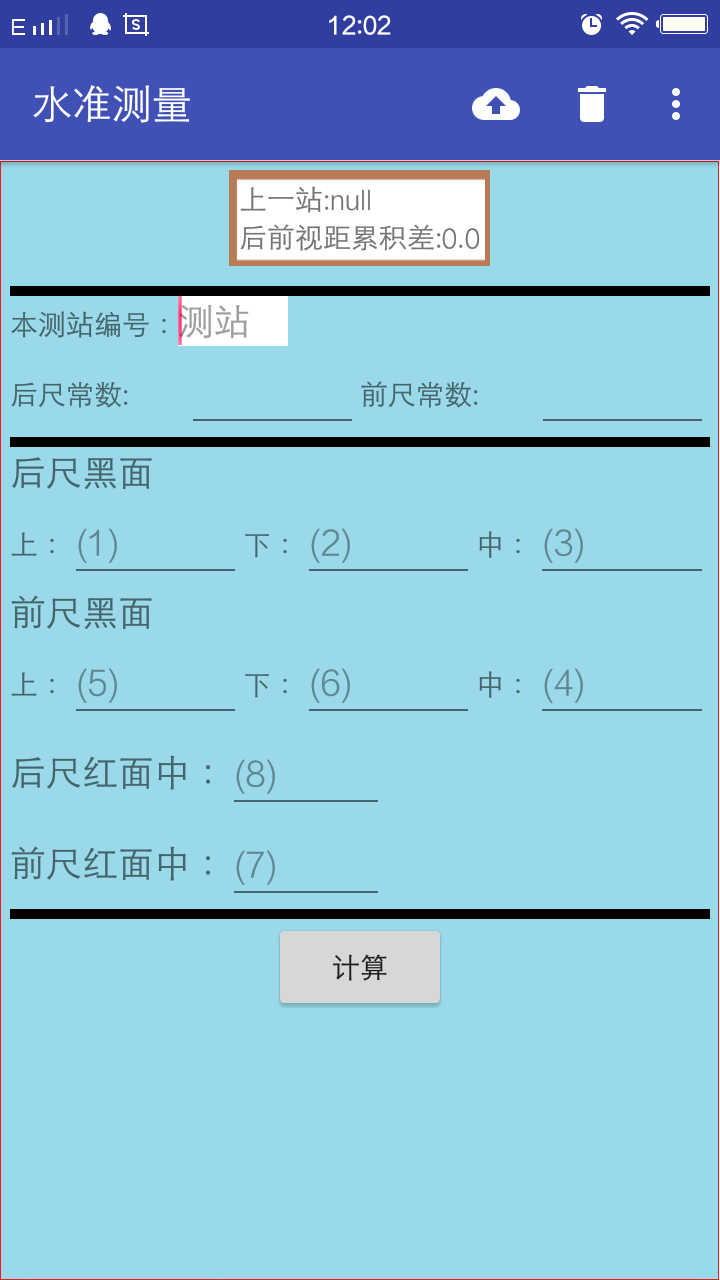 E S 12:02
水准测量
上一站:null
后前视距累积差:0.0
本测站编号：测站
后尺常数: 前尺常数:
后尺黑面
上： (1) 下： (2) 中： (3)
前尺黑面
上： (5) 下： (6) 中： (4)
后尺红面中： (8)
前尺红面中： (7)
计算